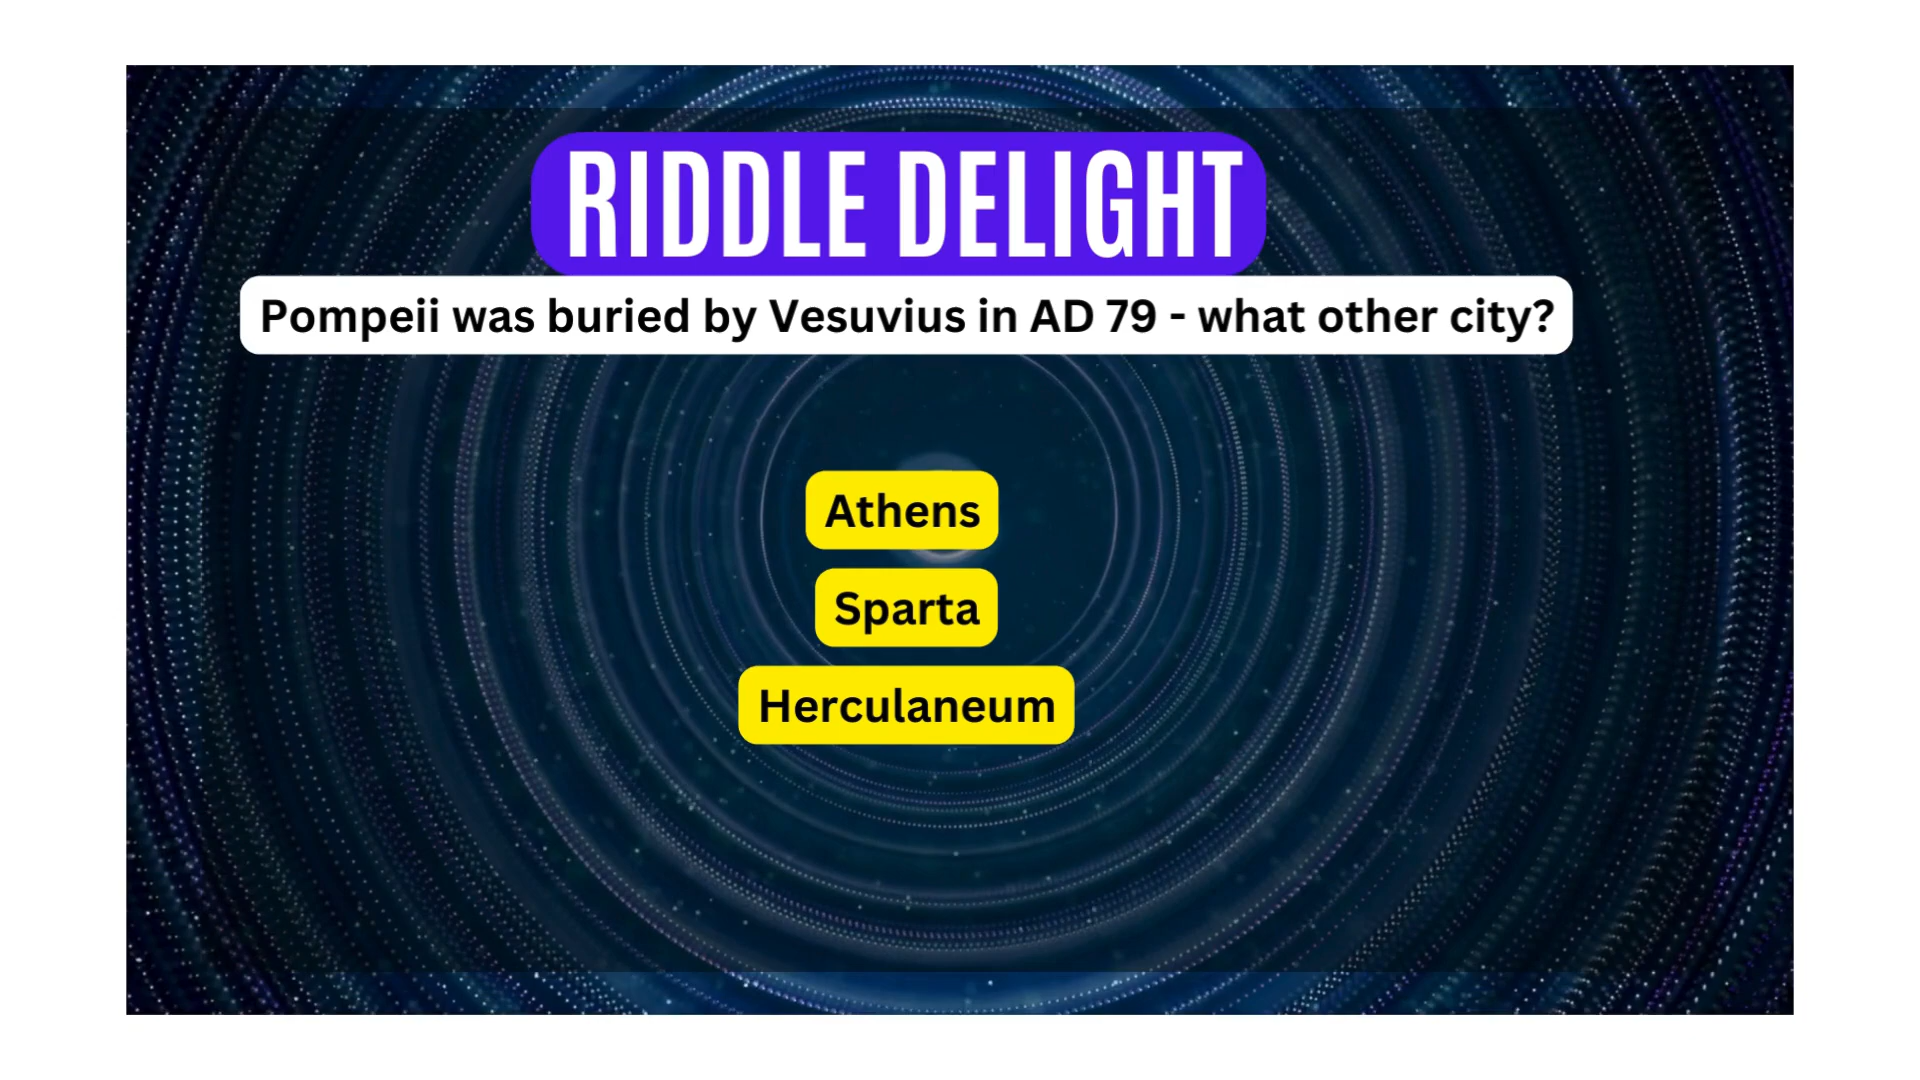 RIDDLE DELIGHT
Pompeii was buried by Vesuvius in AD 79 - what other city?
Athens
Sparta
Herculaneum